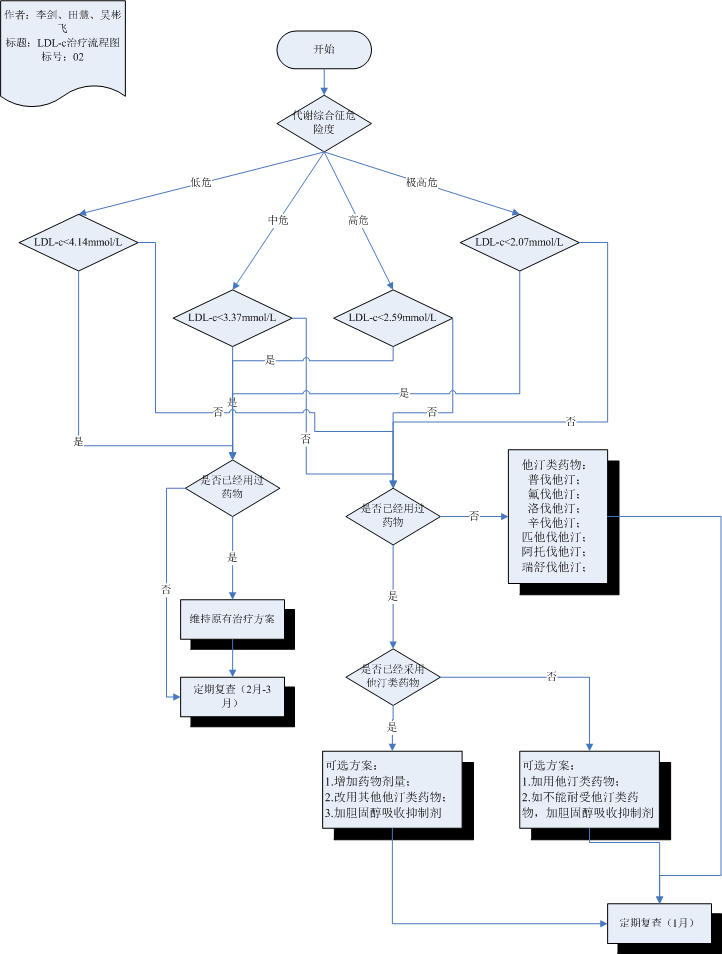 作者：李剑、田慧、吴彬
飞
标题：LDL-c治疗流程图
标号：02
开始
代谢综合征危
险度
低危
极高危
中危
高危
LDL-c<4.14mmol/L
LDL-c<2.07mmol/L
LDL-c<3.37mmol/L
LDL-c<2.59mmol/L
是
是
是
否
否
否
是
否
是否已经用过
药物
是否已经用过
药物
否
他汀类药物：
普伐他汀；
氟伐他汀；
洛伐他汀；
辛伐他汀；
匹他伐他汀；
阿托伐他汀；
瑞舒伐他汀；
是
否
是
维持原有治疗方案
定期复查（2月-3
月）
是否已经采用
他汀类药物
否
是
可选方案：
1.增加药物剂量；
2.改用其他他汀类药物；
3.加胆固醇吸收抑制剂
可选方案：
1.加用他汀类药物；
2.如不能耐受他汀类药
物，加胆固醇吸收抑制剂
定期复查（1月）